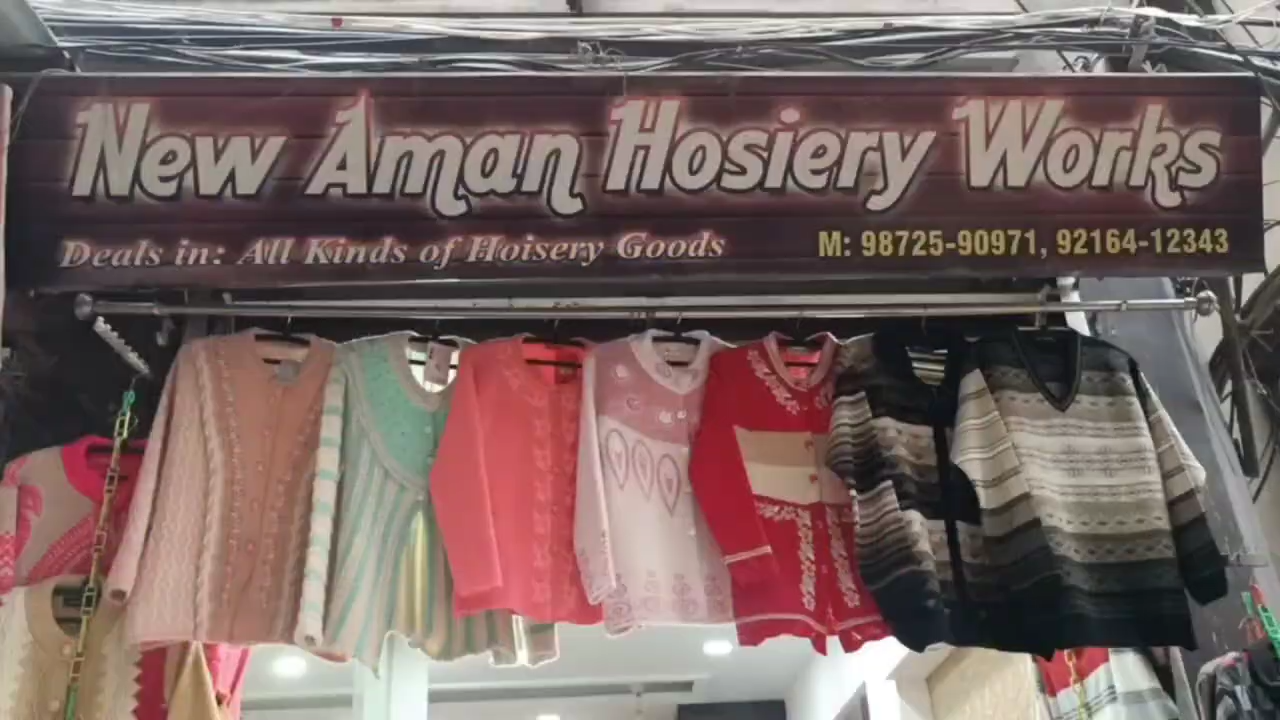 New Aman Hosiery Works
Deals in: All Kinds of Hoisery Goods
M: 98725-90971, 92164-12343